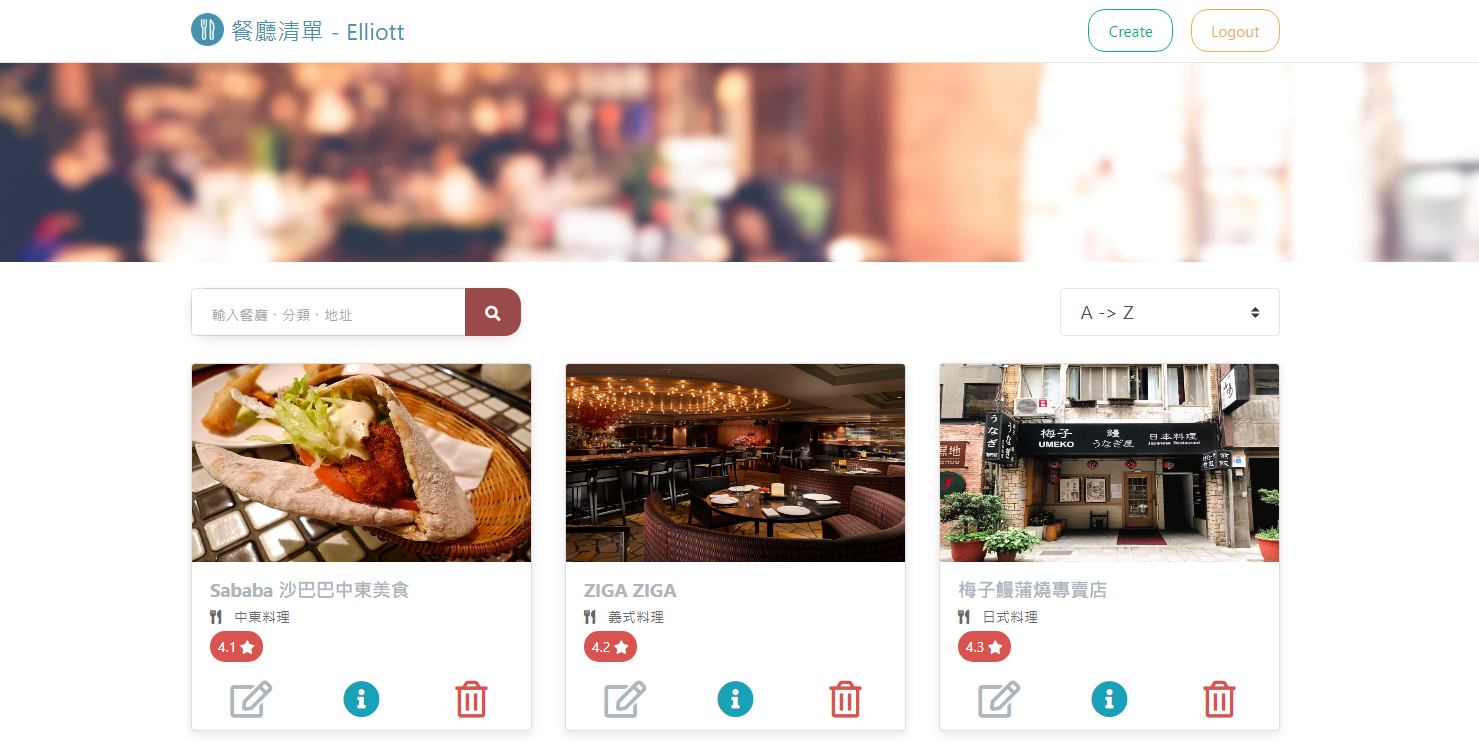 餐廳清單 - Elliott
Create
Logout
輸入餐廳、分類、地址
A -> Z
うなぎ
梅子
UMEKO
鰻
うなぎ屋
日本料理
Japanese Restaurant
Sababa 沙巴巴中東美食
中東料理
4.1
ZIGA ZIGA
義式料理
4.2
梅子鰻蒲燒專賣店
日式料理
4.3